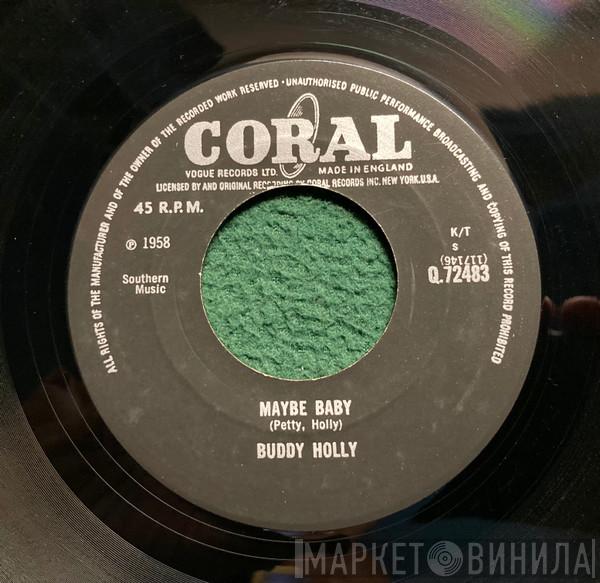 ALL RIGHTS OF THE MANUFACTURER AND OF THE OWNER OF THE RECORDED WORK RESERVED · UNAUTHORISED PUBLIC PERFORMANCE BROADCASTING AND COPYING OF THIS RECORD PROHIBITED
CORAL
VOGUE RECORDS LTD. MADE IN ENGLAND
LICENSED BY AND ORIGINAL RECORDING BY CORAL RECORDS INC. NEW YORK.U.S.A.
45 R.P.M.
℗ 1958
Southern
Music
K/T
S
(117146)
Q.72483
MAYBE BABY
(Petty, Holly)
BUDDY HOLLY
МАРКЕТ ВИНИЛА